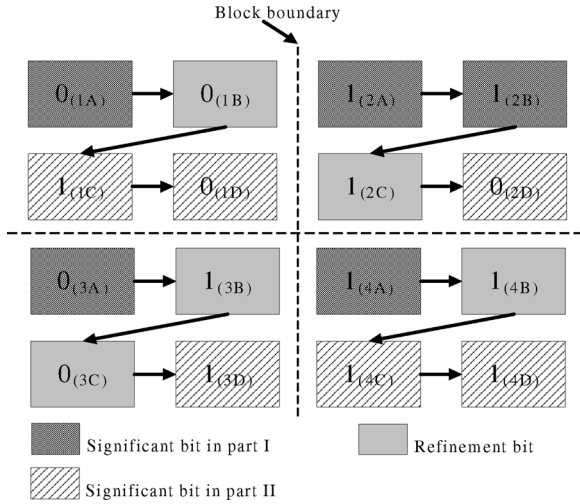 Block boundary
0(1A) 0(1B) 1(2A) 1(2B)
1(1C) 0(1D) 1(2C) 0(2D)
0(3A) 1(3B) 1(4A) 1(4B)
0(3C) 1(3D) 1(4C) 1(4D)
Significant bit in part I Refinement bit
Significant bit in part II